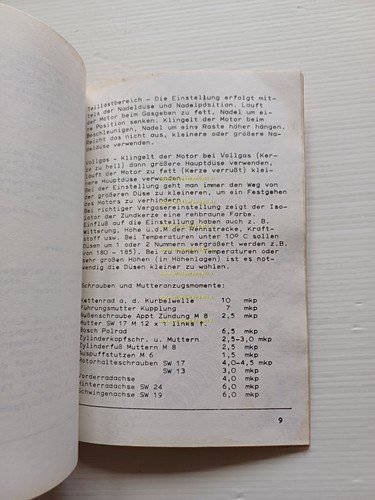 Teillastbereich - Die Einstellung erfolgt mit-
tels der Nadeldüse und Nadelposition. Läuft
der Motor beim Gasgeben zu fett, Nadel um ei-
ne Position senken. Klingelt der Motor beim
Beschleunigen, Nadel um eine Raste höher hängen.
Reicht das nicht aus, kleinere oder größere Na-
deldüse verwenden.
Vollgas - Klingelt der Motor bei Vollgas (Ker-
ze zu hell) dann größere Hauptdüse verwenden,
läuft der Motor zu fett (Kerze verrußt) klei-
nere Hauptdüse verwenden.
Bei der Einstellung geht man immer den Weg von
der größeren Düse zu kleineren, um ein Festgehen
des Motors zu verhindern.
Bei richtiger Vergasereinstellung zeigt der Iso-
lator der Zündkerze eine rehbraune Farbe.
Einfluß auf die Einstellung haben auch z. B.
Witterung, Höhe u.d.M der Rennstrecke, Kraft-
stoff usw. Bei Temperaturen unter 10º C sollen
Düsen um 1 oder 2 Nummern vergrößert werden z.B.
von 180 - 185). Bei zu hohen Temperaturen oder
sehr großen Höhen (in Höhenlagen) ist es not-
wendig die Düsen kleiner zu wählen.
Schrauben und Mutteranzugsmomente:
Kettenrad a. d. Kurbelwelle 10 mkp
Führungsmutter Kupplung 7 mkp
Außenschraube Appt Zündung M 8 2,5 mkp
Mutter SW 17 M 12 x 1 links f.
Bosch Polrad 6,5 mkp
Zylinderkopfschr. u. Muttern 2,5-3,0 mkp
Zylinderfuß Muttern M 8 2,5 mkp
Auspuffstutzen M 6 1,5 mkp
Motorhalteschrauben SW 17 4,0-4,5 mkp
SW 13 3,0 mkp
Vorderradachse 4,0 mkp
Hinterradachse SW 24 6,0 mkp
Schwingenachse SW 19 6,0 mkp
9